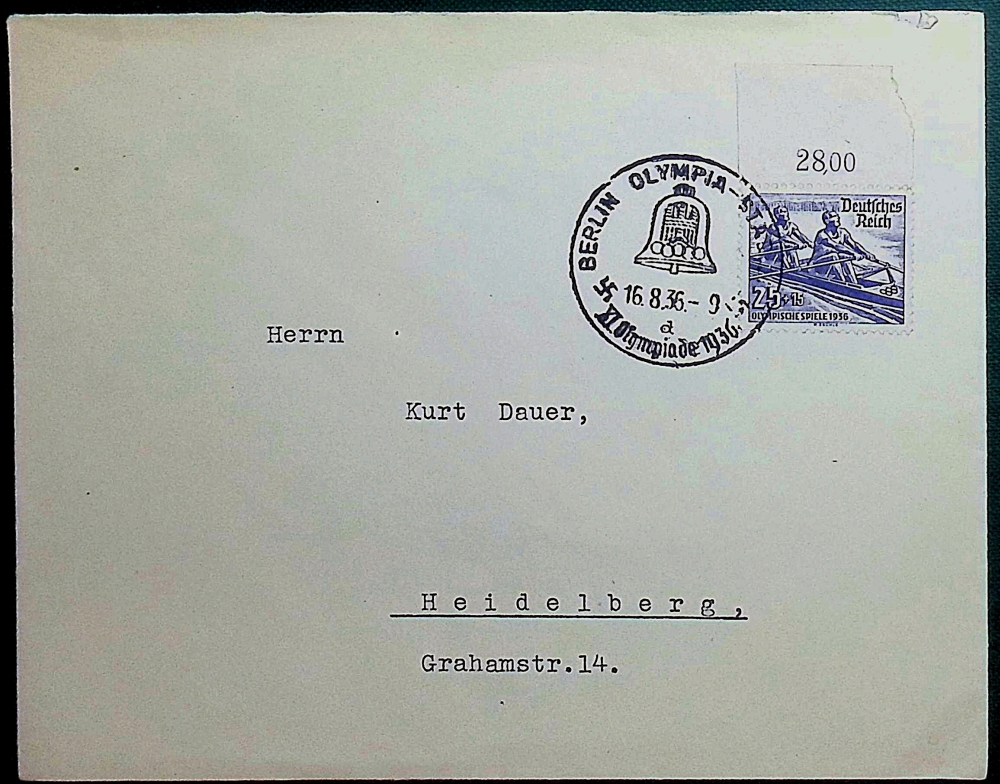 28,00
BERLIN OLYMPIA-STA
16.8.36.- 9
a
XI. Olympiade 1936.
Deutsches
Reich
25+15
OLYMPISCHE SPIELE 1936
Herrn
Kurt Dauer,
Heidelberg,
Grahamstr.14.